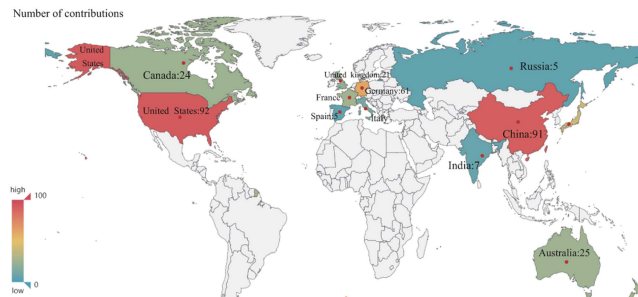 Number of contributions
United
States
Canada:24
United kingdom:21
Russia:5
Germany:61
France
United States:92
Spain:5
Italy
China:91
India:7
Australia:25
high
100
0
low